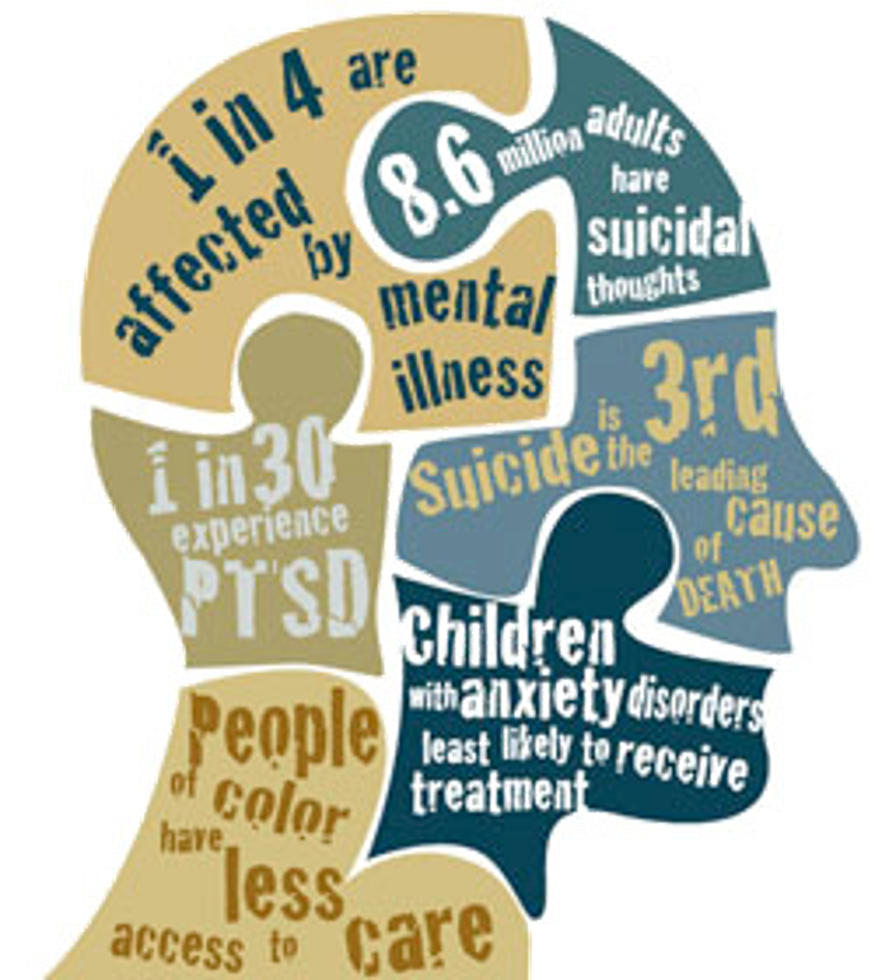 1 in 4 are
affected by
mental
illness
8.6 million adults
have
suicidal
thoughts
1 in 30
experience
PTSD
Suicide is the 3rd
leading
cause
of
DEATH
Children
with anxiety disorders
least likely to receive
treatment
People
of color
have
less
access to care